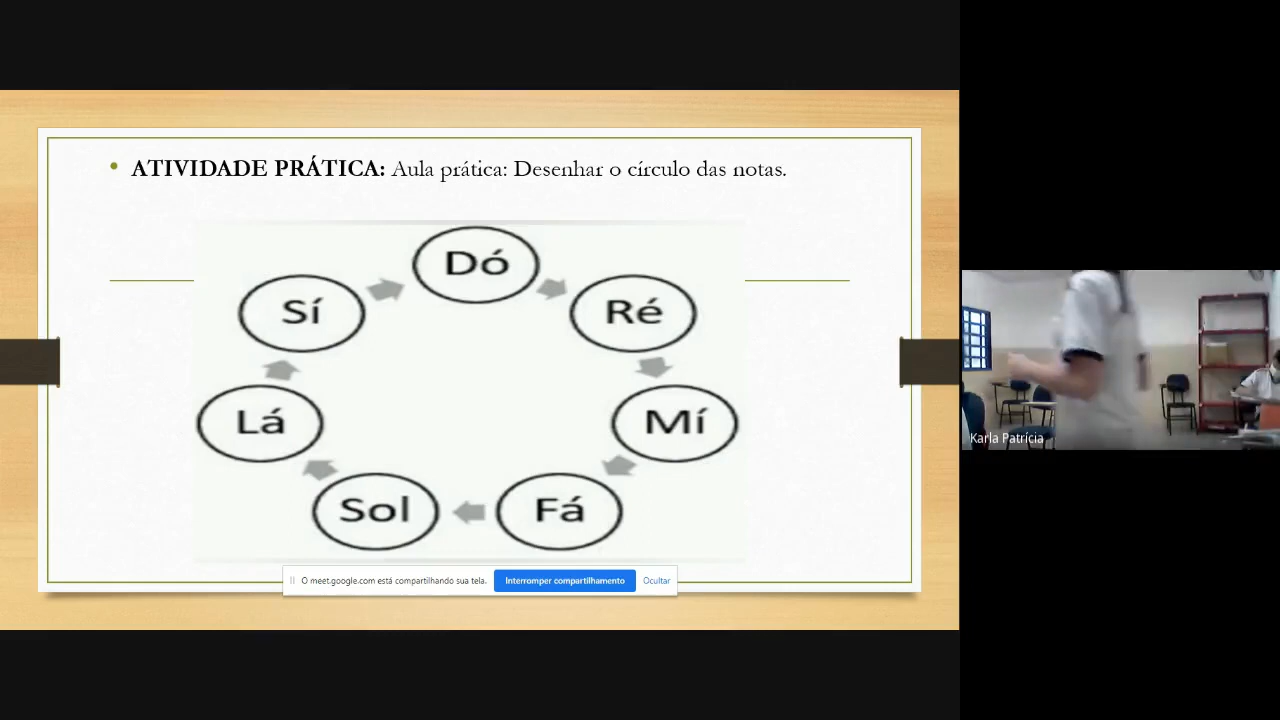 ATIVIDADE PRÁTICA: Aula prática: Desenhar o círculo das notas.
Dó
Ré
Mí
Fá
Sol
Lá
Sí
O meet.google.com está compartilhando sua tela. Interromper compartilhamento Ocultar
Karla Patrícia